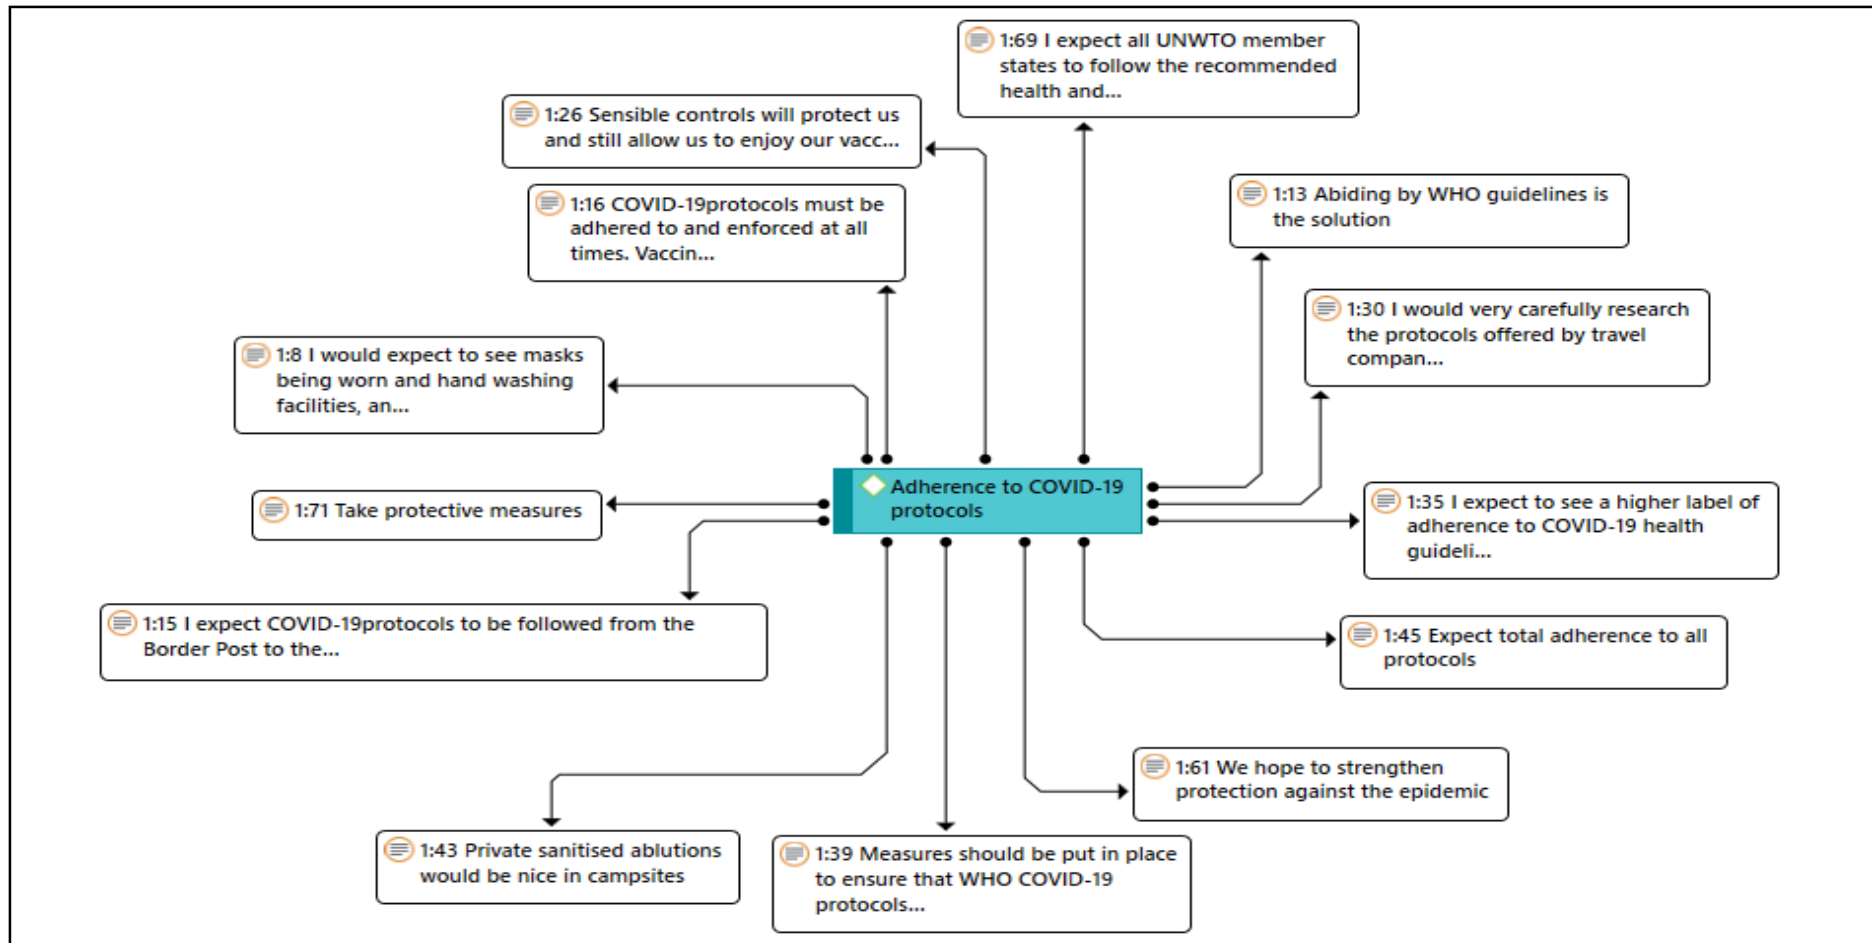 1:69 I expect all UNWTO member
states to follow the recommended
health and...
1:26 Sensible controls will protect us
and still allow us to enjoy our vacc...
1:16 COVID-19protocols must be
adhered to and enforced at all
times. Vaccin...
1:13 Abiding by WHO guidelines is
the solution
1:30 I would very carefully research
the protocols offered by travel
compan...
1:8 I would expect to see masks
being worn and hand washing
facilities, an...
Adherence to COVID-19
protocols
1:71 Take protective measures
1:35 I expect to see a higher label of
adherence to COVID-19 health
guideli...
1:15 I expect COVID-19protocols to be followed from the
Border Post to the...
1:45 Expect total adherence to all
protocols
1:61 We hope to strengthen
protection against the epidemic
1:43 Private sanitised ablutions
would be nice in campsites
1:39 Measures should be put in place
to ensure that WHO COVID-19
protocols...